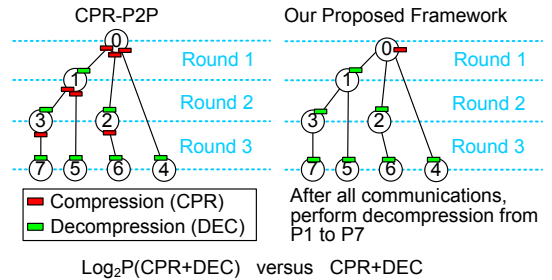 CPR-P2P
Our Proposed Framework
0
Round 1
1
Round 2
3
2
Round 3
7
5
6
4
0
Round 1
1
Round 2
3
2
Round 3
7
5
6
4
Compression (CPR)
Decompression (DEC)
After all communications,
perform decompression from
P1 to P7
Log₂P(CPR+DEC) versus CPR+DEC